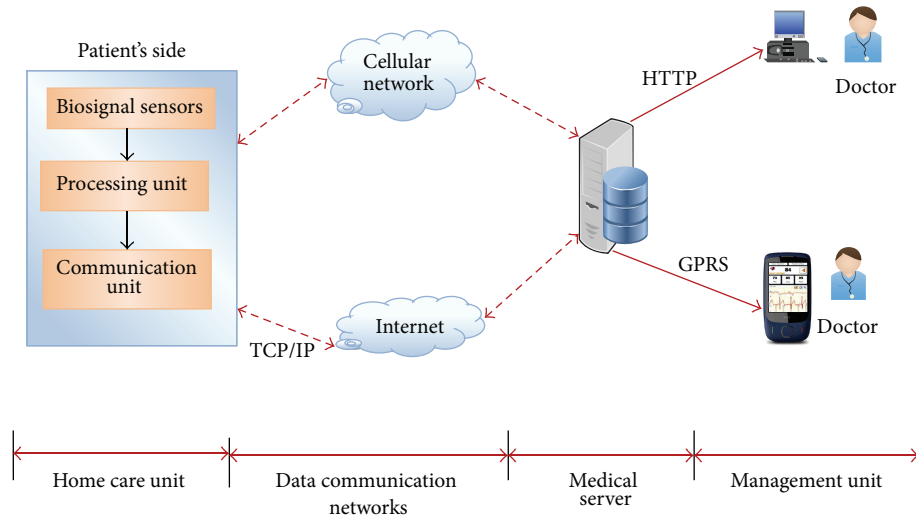 Patient's side
Biosignal sensors
Processing unit
Communication
unit
Cellular
network
Internet
TCP/IP
HTTP
GPRS
Doctor
84
Doctor
Home care unit
Data communication
networks
Medical
server
Management unit